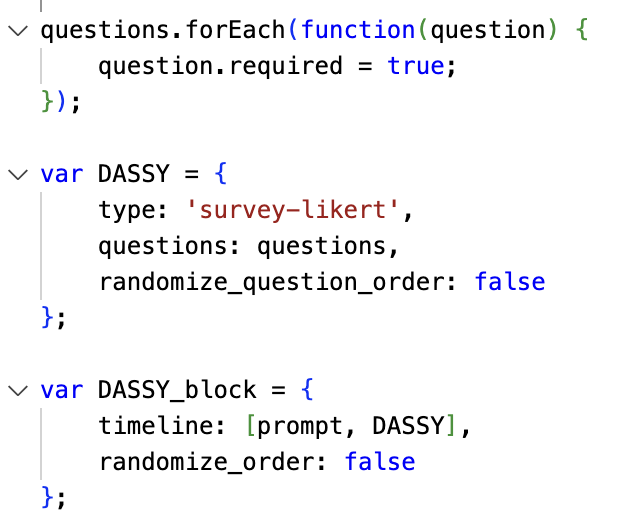 questions.forEach(function(question) {
    question.required = true;
});

var DASSY = {
    type: 'survey-likert',
    questions: questions,
    randomize_question_order: false
};

var DASSY_block = {
    timeline: [prompt, DASSY],
    randomize_order: false
};